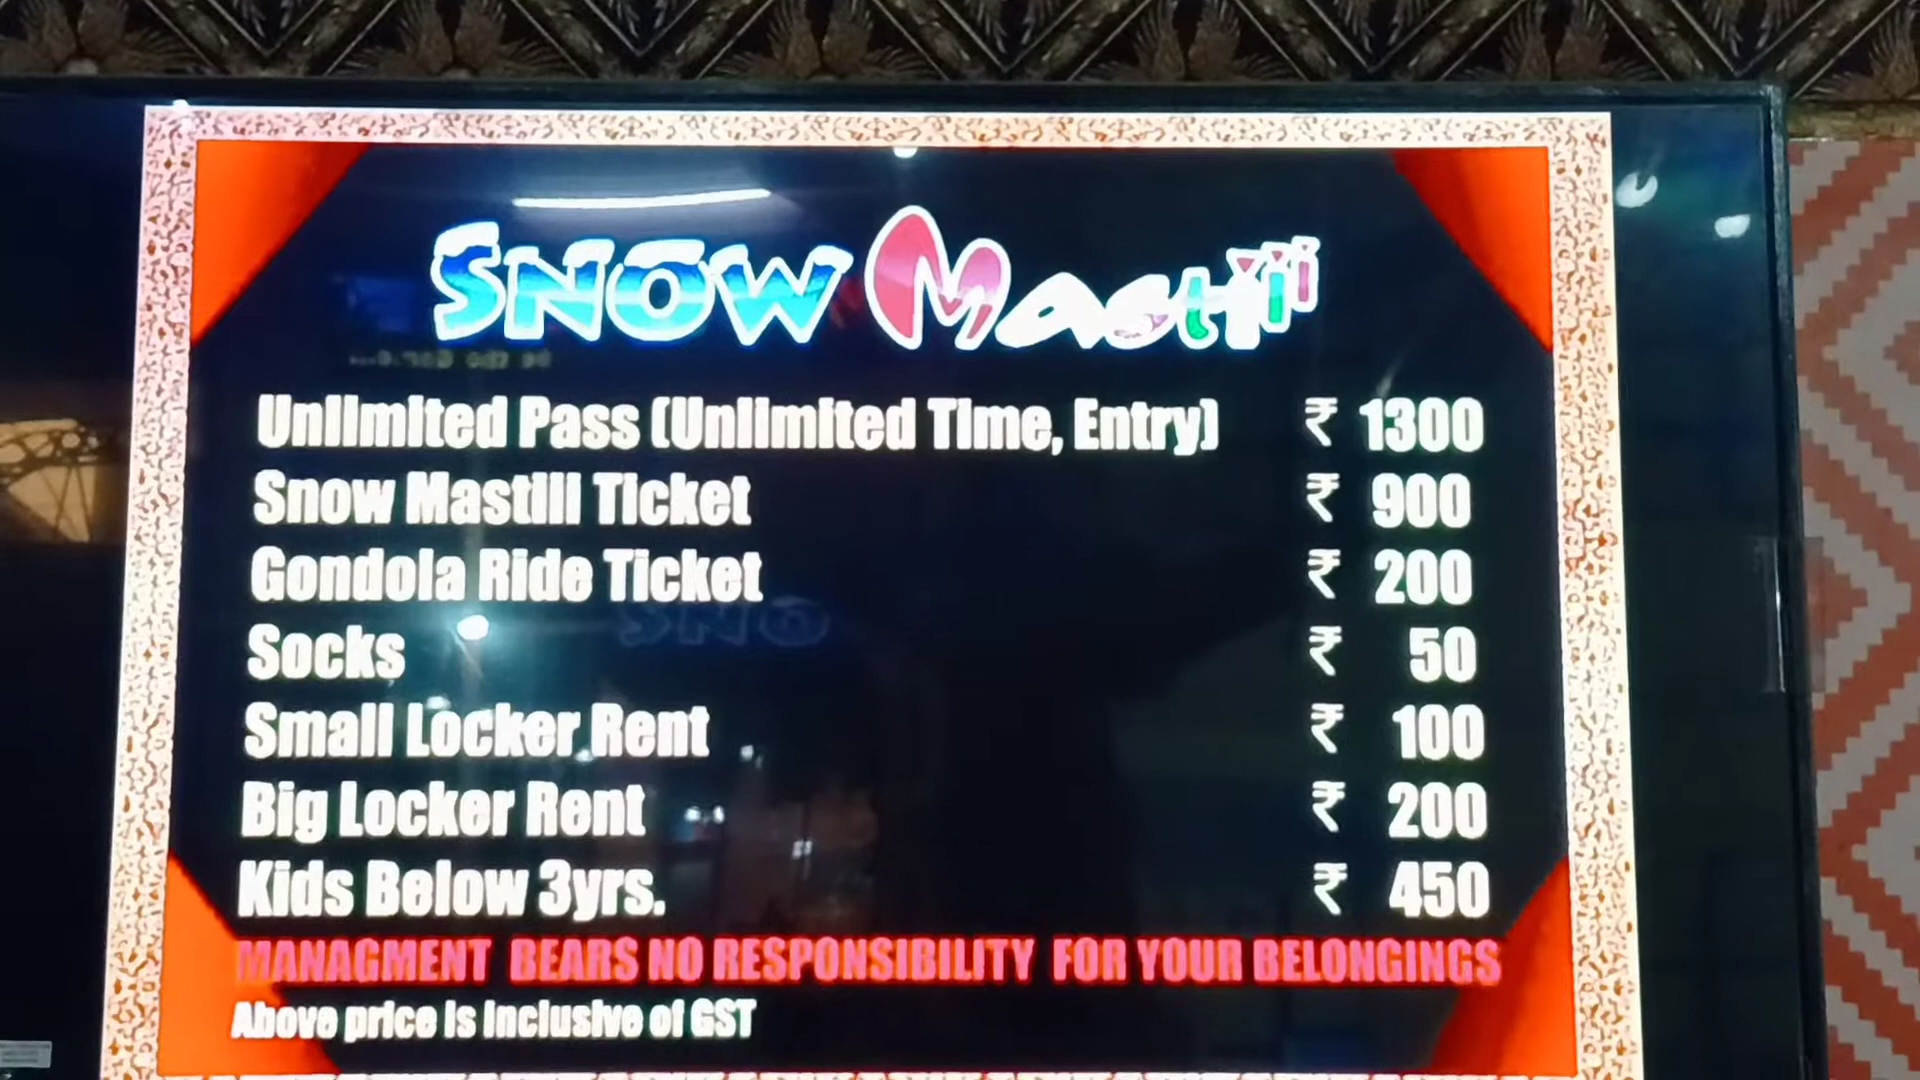 Snow Mastiii
Unlimited Pass (Unlimited Time, Entry) ₹ 1300
Snow Mastiii Ticket ₹ 900
Gondola Ride Ticket ₹ 200
Socks ₹ 50
Small Locker Rent ₹ 100
Big Locker Rent ₹ 200
Kids Below 3yrs. ₹ 450
MANAGMENT BEARS NO RESPONSIBILITY FOR YOUR BELONGINGS
Above price is inclusive of GST